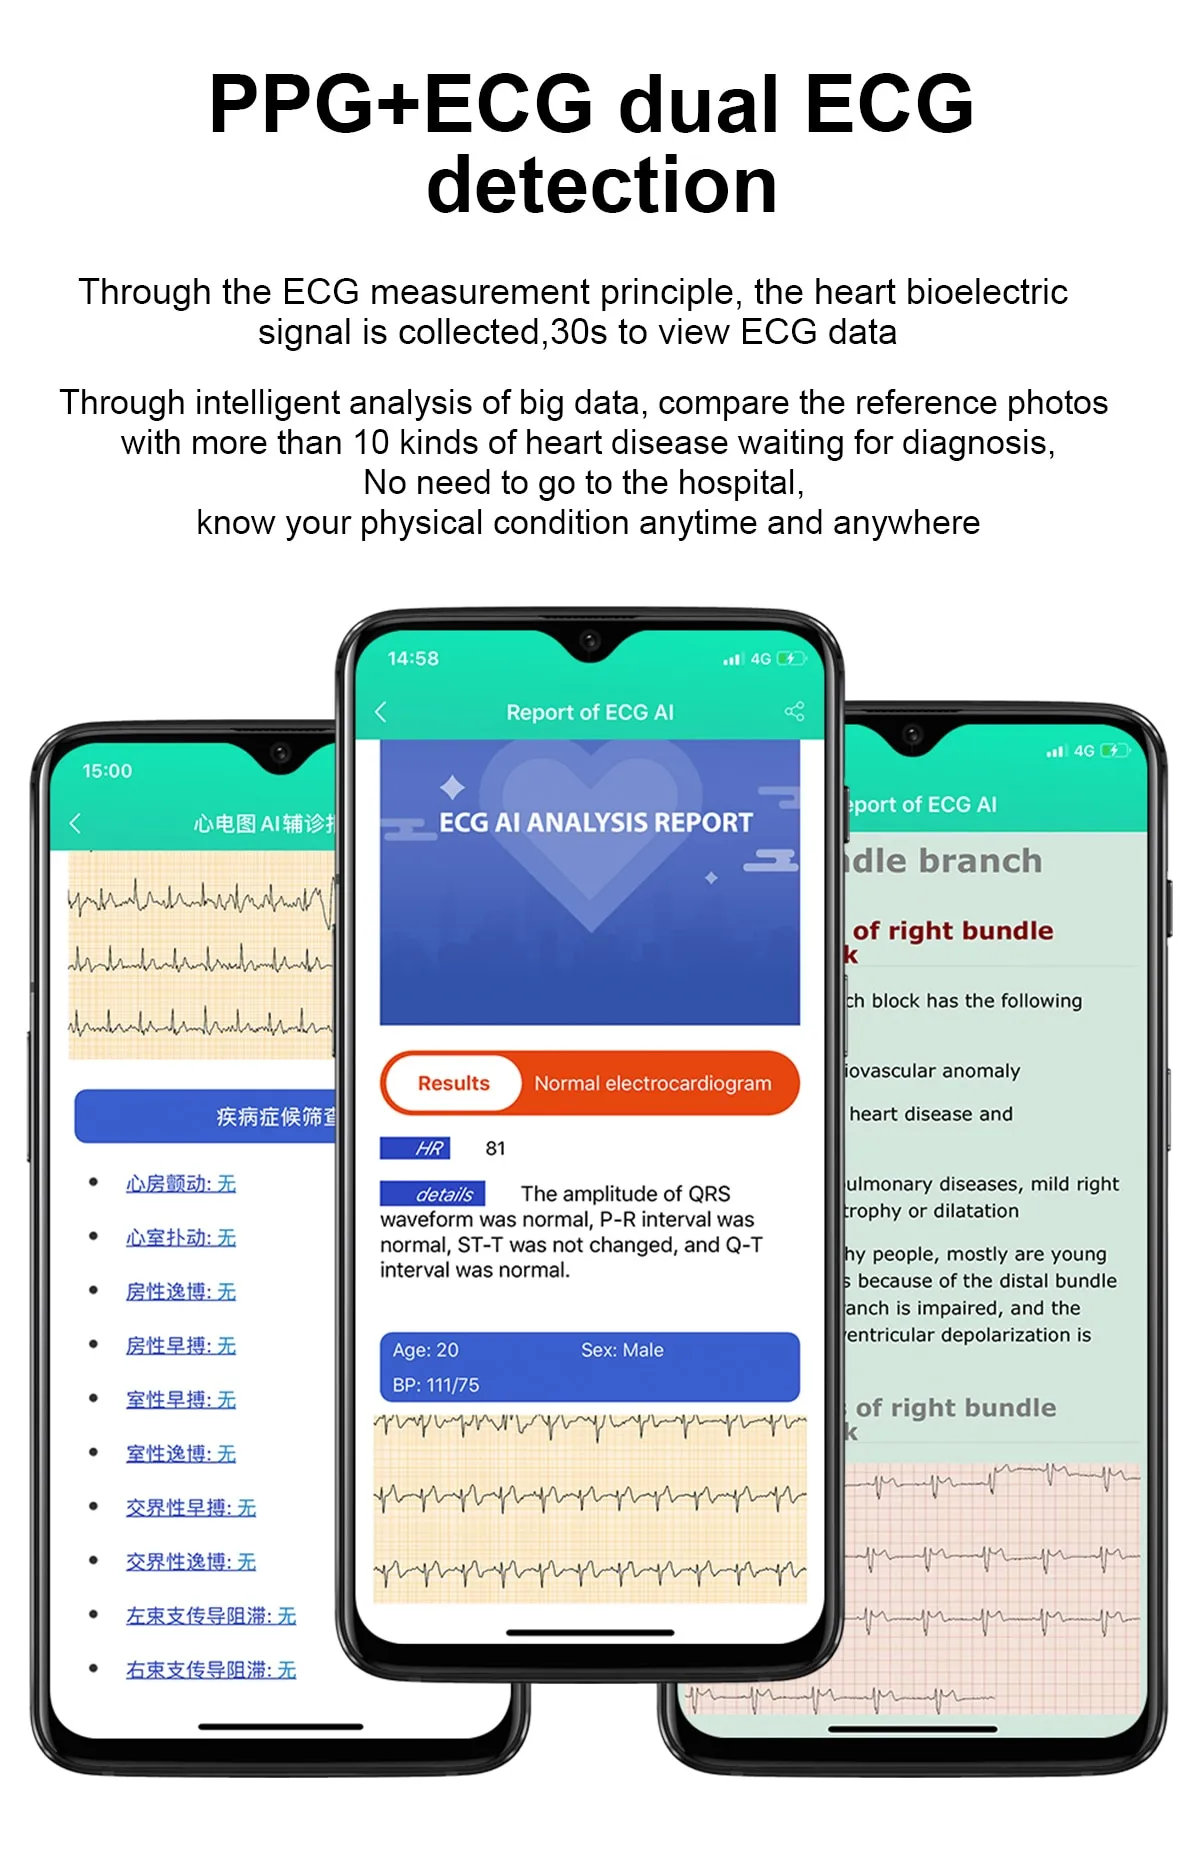 PPG+ECG dual ECG
detection
Through the ECG measurement principle, the heart bioelectric
signal is collected,30s to view ECG data
Through intelligent analysis of big data, compare the reference photos
with more than 10 kinds of heart disease waiting for diagnosis,
No need to go to the hospital,
know your physical condition anytime and anywhere
15:00
心电图 AI辅诊
疾病症候筛查
心房颤动: 无
心室扑动: 无
房性逸博: 无
房性早搏: 无
室性早搏: 无
室性逸博: 无
交界性早搏: 无
交界性逸博: 无
左束支传导阻滞: 无
右束支传导阻滞: 无
14:58
4G
Report of ECG AI
ECG AI ANALYSIS REPORT
Results Normal electrocardiogram
HR 81
details The amplitude of QRS
waveform was normal, P-R interval was
normal, ST-T was not changed, and Q-T
interval was normal.
Age: 20 Sex: Male
BP: 111/75
4G
eport of ECG AI
dle branch
of right bundle
k
ch block has the following
iovascular anomaly
heart disease and
ulmonary diseases, mild right
trophy or dilatation
hy people, mostly are young
s because of the distal bundle
ranch is impaired, and the
ventricular depolarization is
of right bundle
k